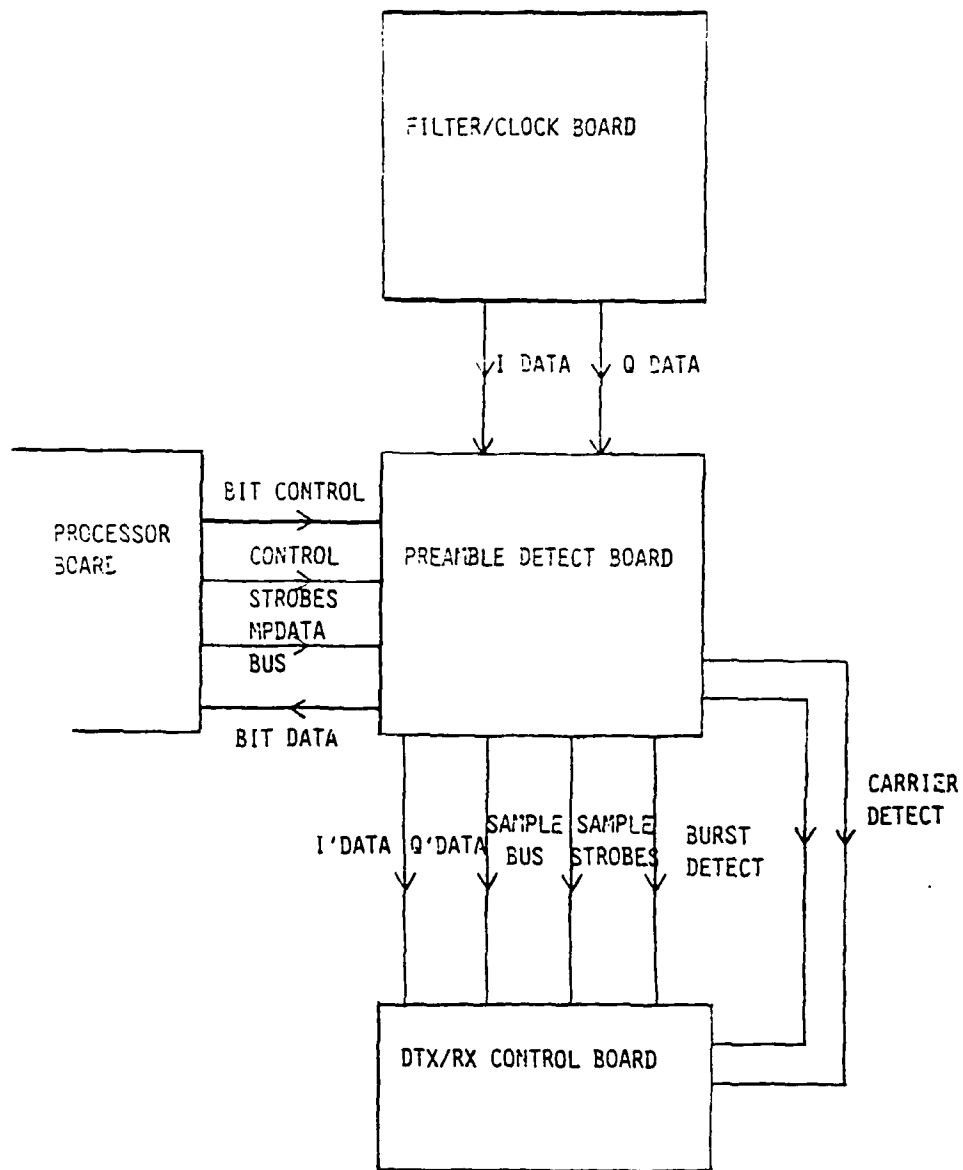 FILTER/CLOCK BOARD
I DATA
Q DATA
BIT CONTROL
PROCESSOR
BOARD
CONTROL
STROBES
MPDATA
BUS
BIT DATA
PREAMBLE DETECT BOARD
I'DATA
Q'DATA
SAMPLE
BUS
SAMPLE
STROBES
BURST
DETECT
CARRIER
DETECT
DTX/RX CONTROL BOARD